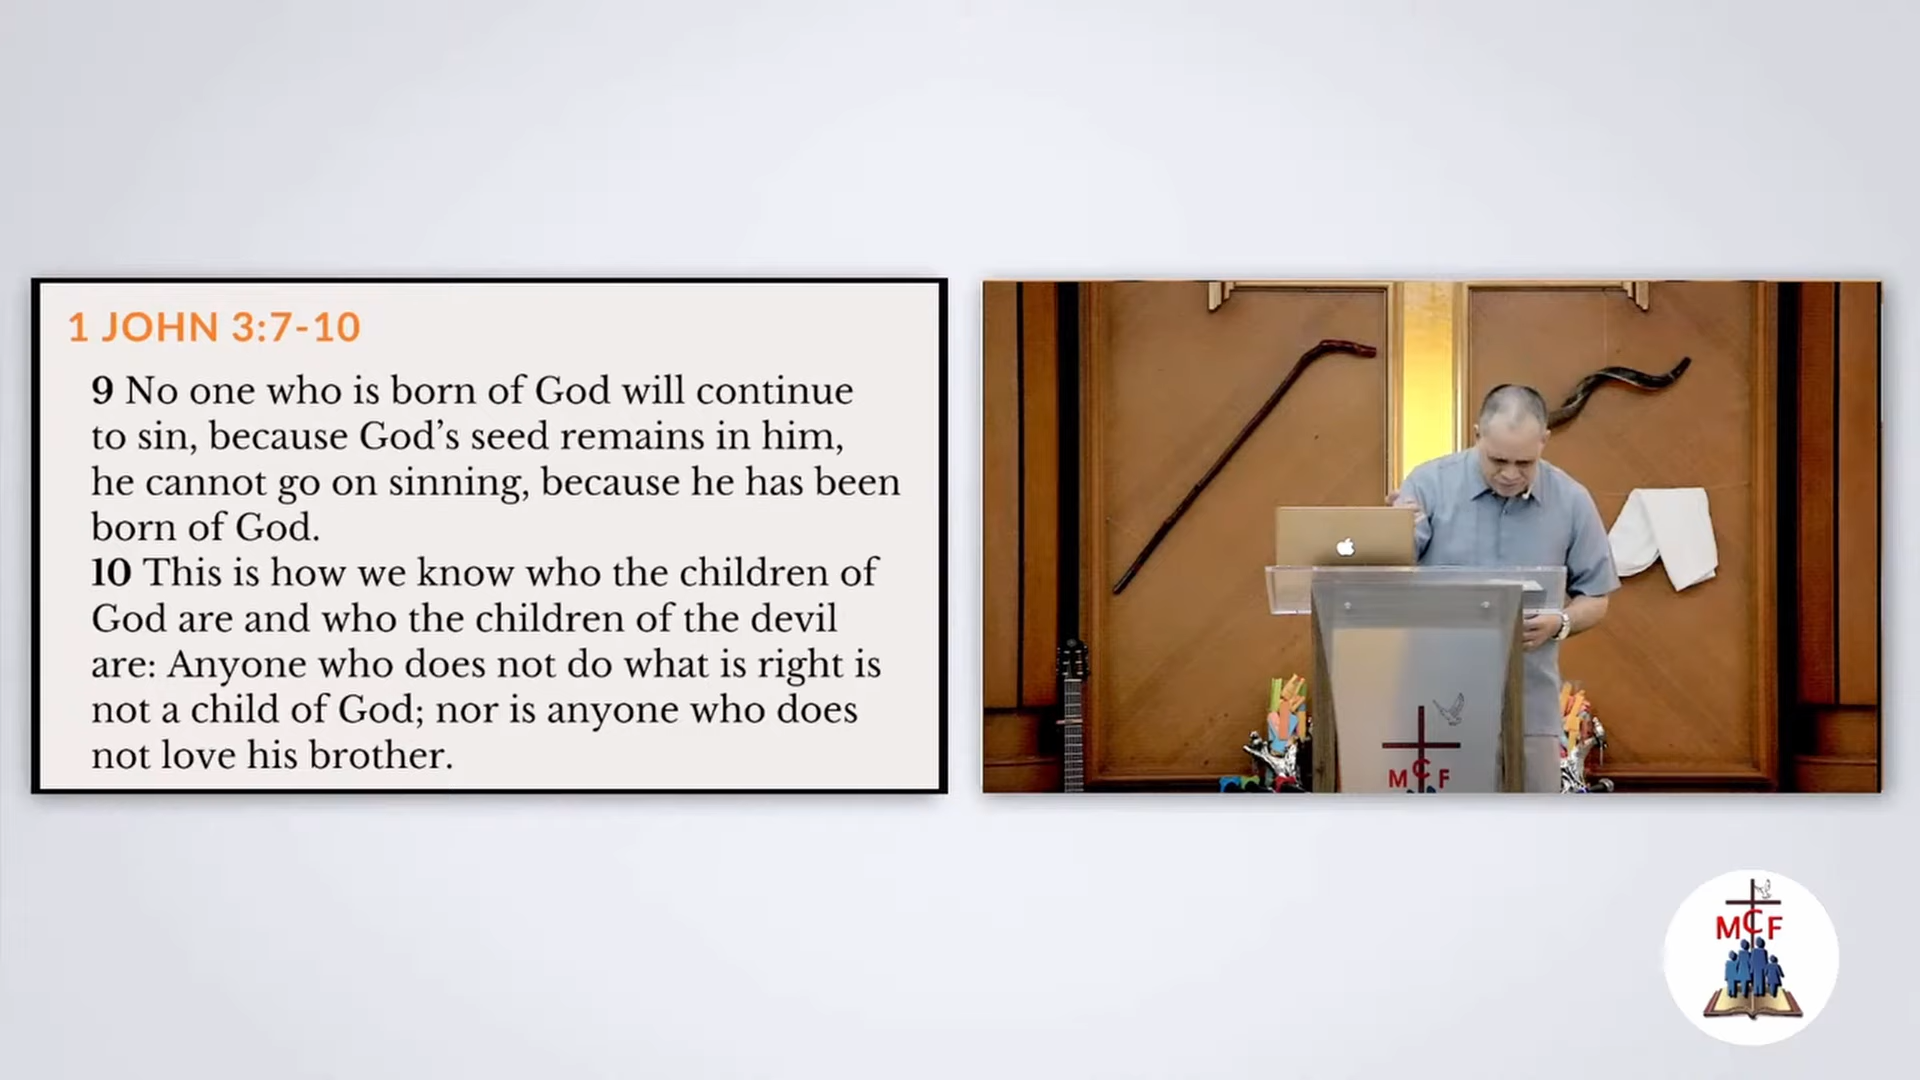 1 JOHN 3:7-10
9 No one who is born of God will continue
to sin, because God’s seed remains in him,
he cannot go on sinning, because he has been
born of God.
10 This is how we know who the children of
God are and who the children of the devil
are: Anyone who does not do what is right is
not a child of God; nor is anyone who does
not love his brother.
MCF
MCF